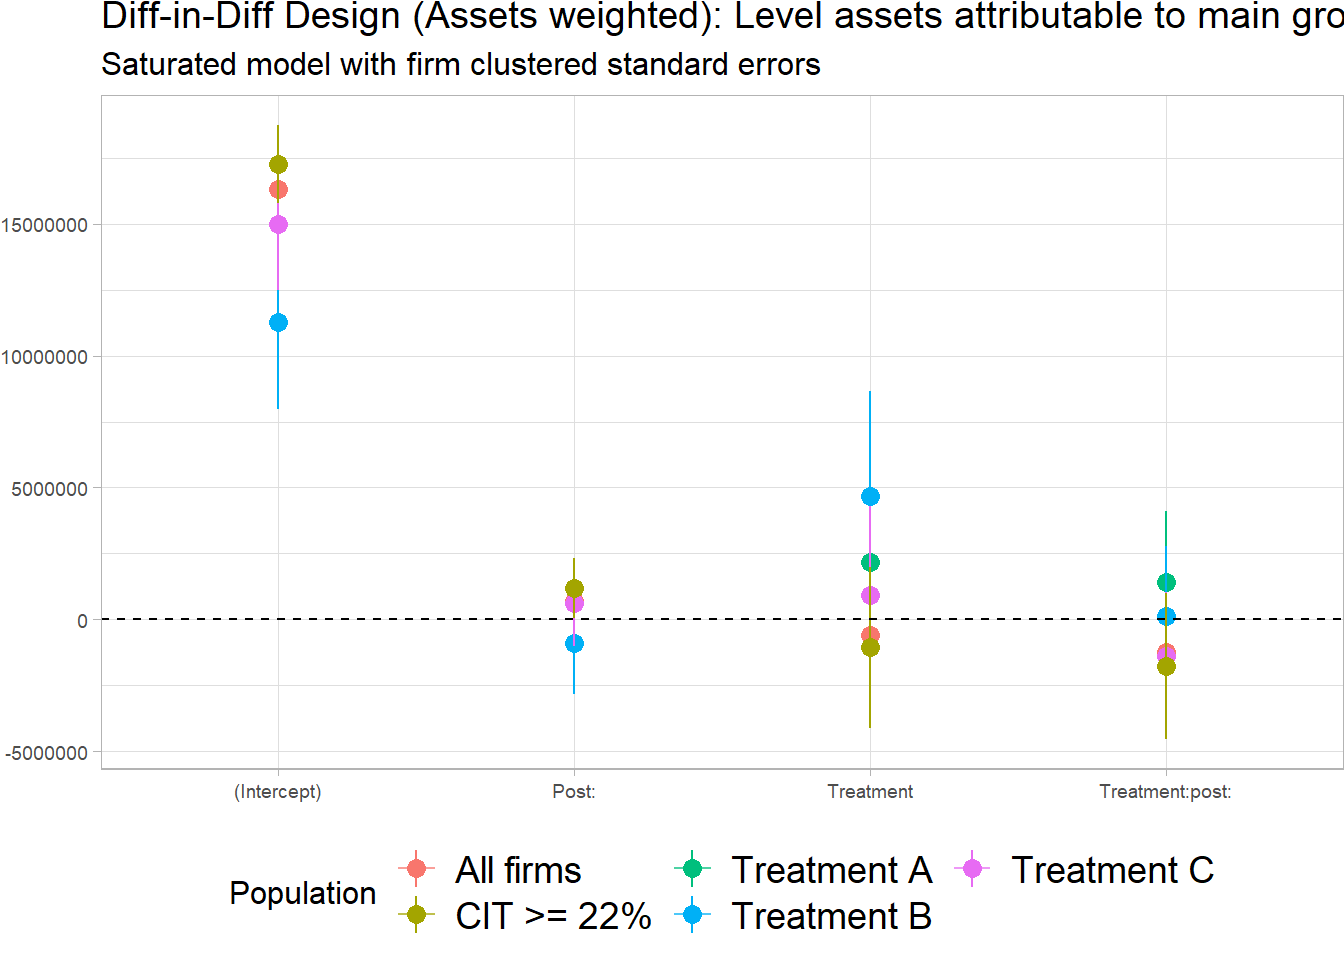 Diff-in-Diff Design (Assets weighted): Level assets attributable to main gro
Saturated model with firm clustered standard errors
15000000
10000000
5000000
0
-5000000
(Intercept) Post: Treatment Treatment:post:
Population
All firms Treatment A Treatment C
CIT >= 22% Treatment B